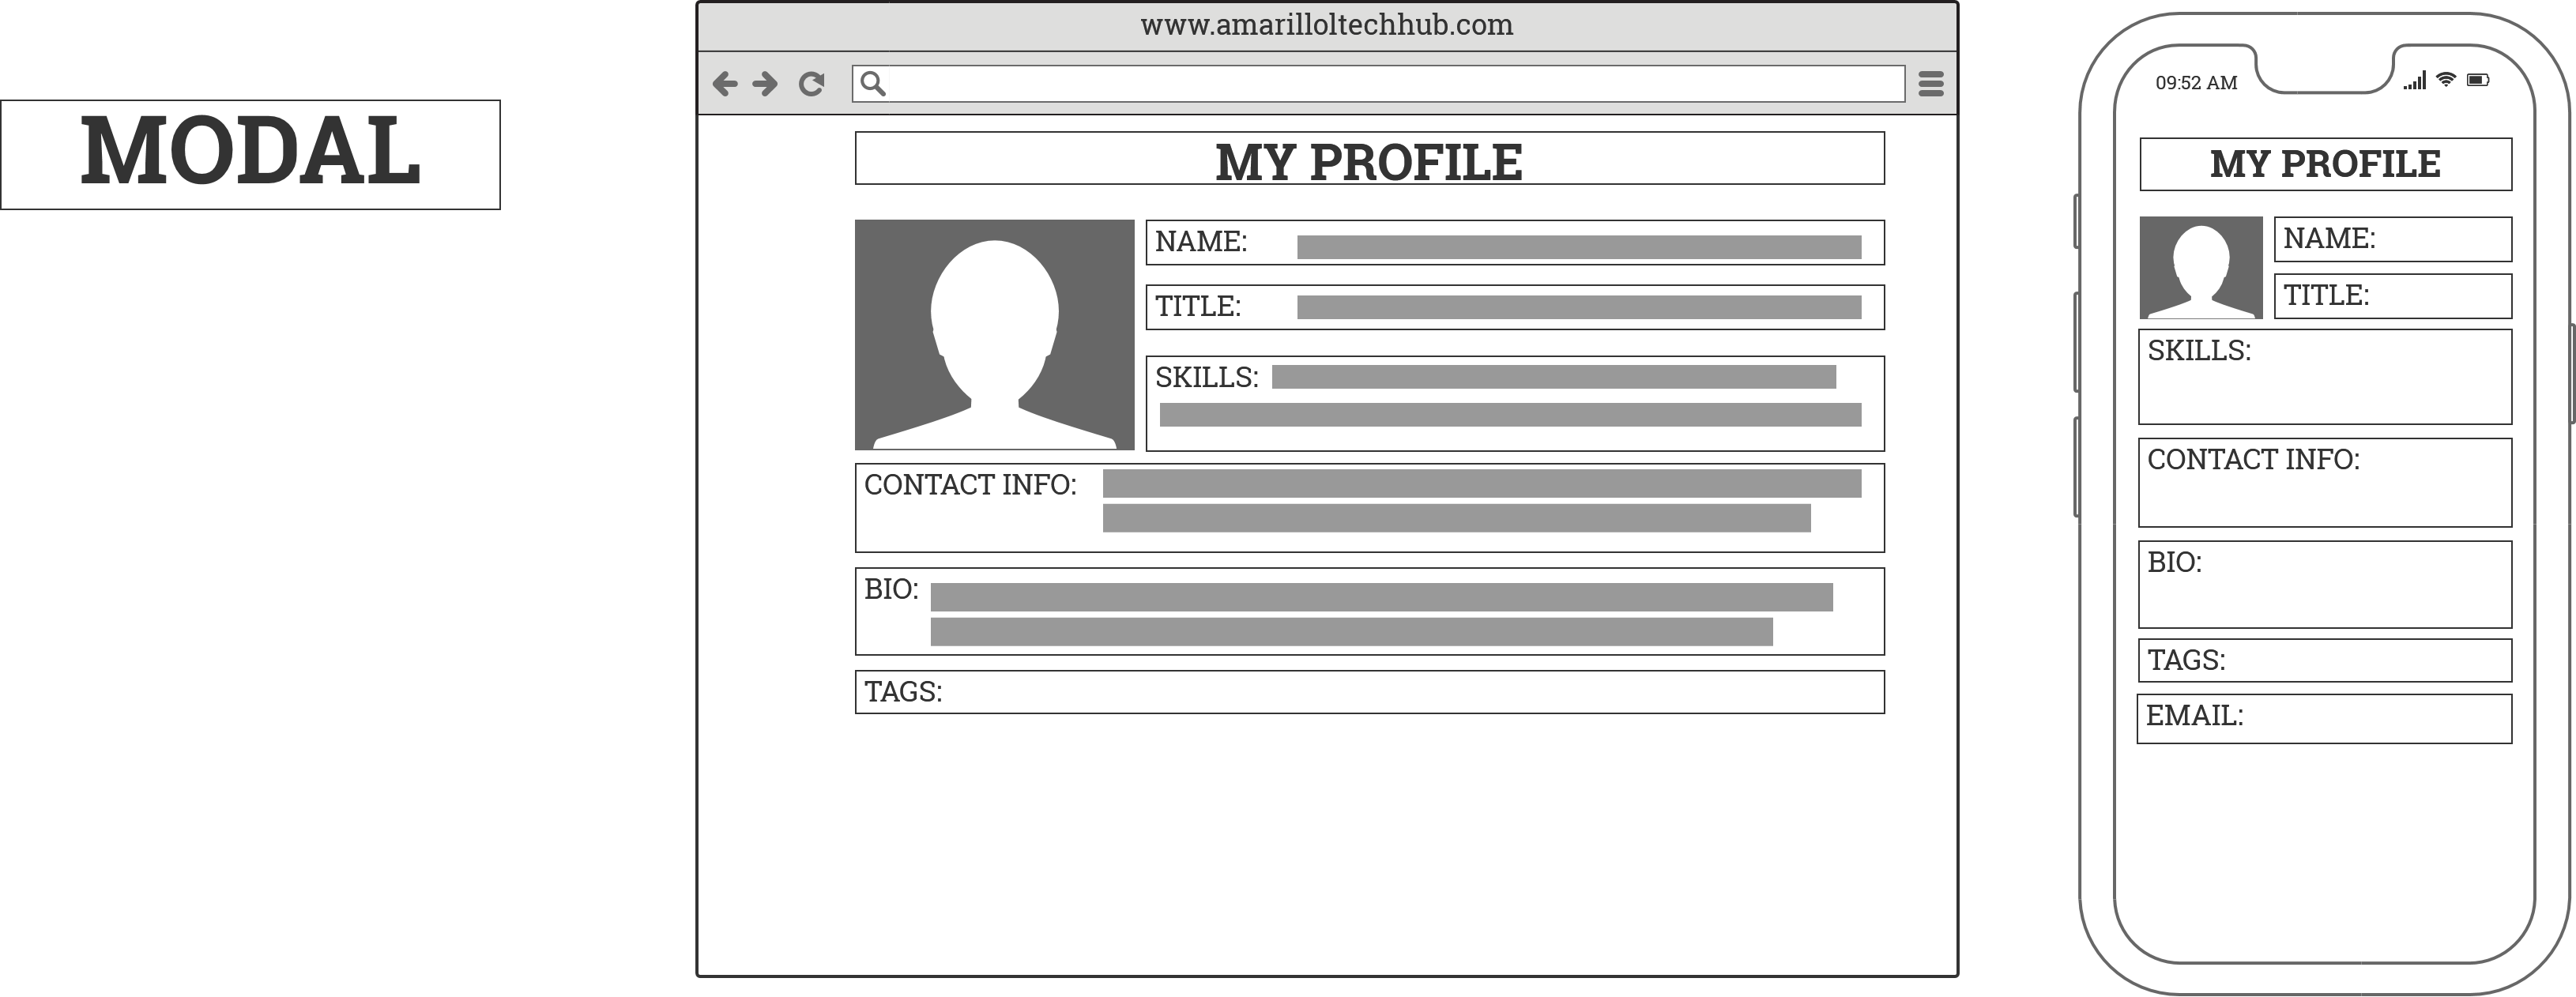 MODAL
www.amarilloltechhub.com
MY PROFILE
NAME:
TITLE:
SKILLS:
CONTACT INFO:
BIO:
TAGS:
09:52 AM
MY PROFILE
NAME:
TITLE:
SKILLS:
CONTACT INFO:
BIO:
TAGS:
EMAIL: